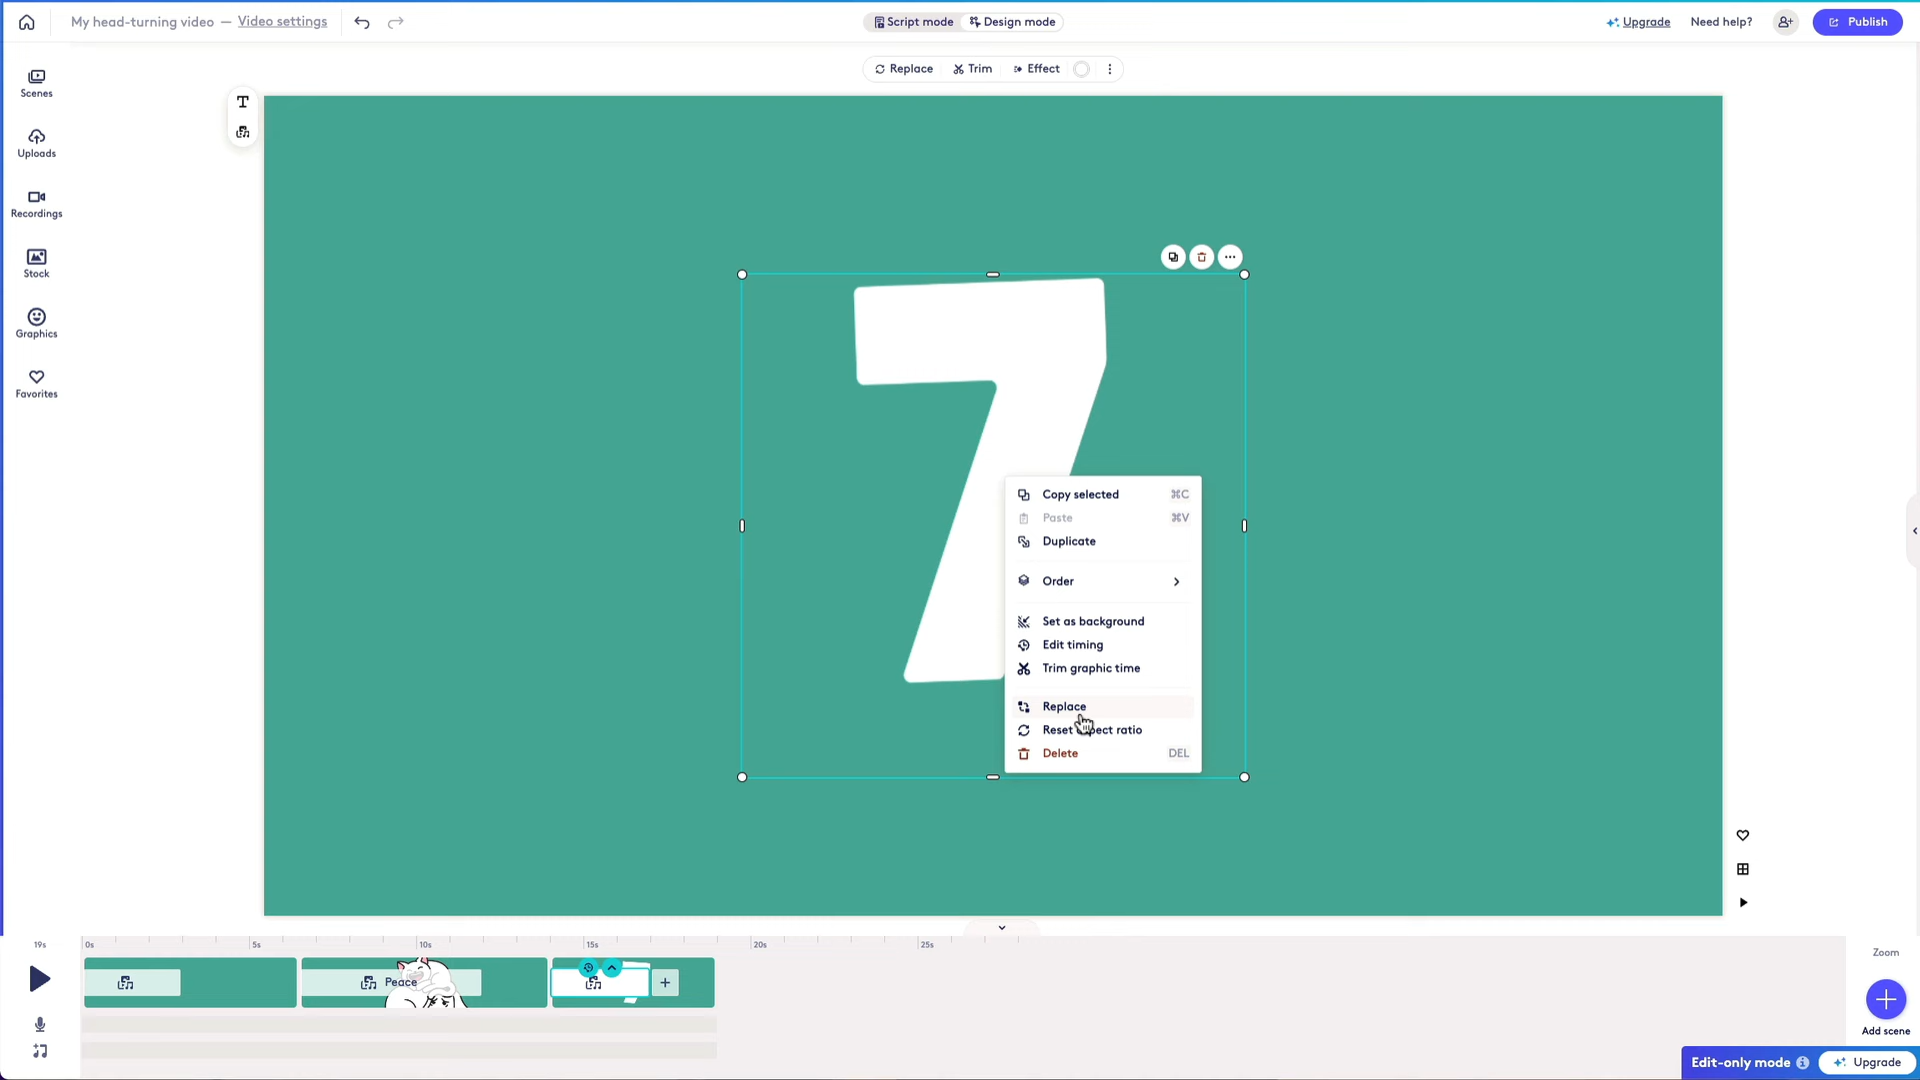 My head-turning video — Video settings
Script mode
Design mode
Upgrade
Need help?
Publish
Replace
Trim
Effect
Scenes
Uploads
Recordings
Stock
Graphics
Favorites
T
7
Copy selected ⌘C
Paste ⌘V
Duplicate
Order
Set as background
Edit timing
Trim graphic time
Replace
Delete DEL
19s
0s
5s
10s
15s
20s
25s
Peace
Zoom
Add scene
Edit-only mode
Upgrade